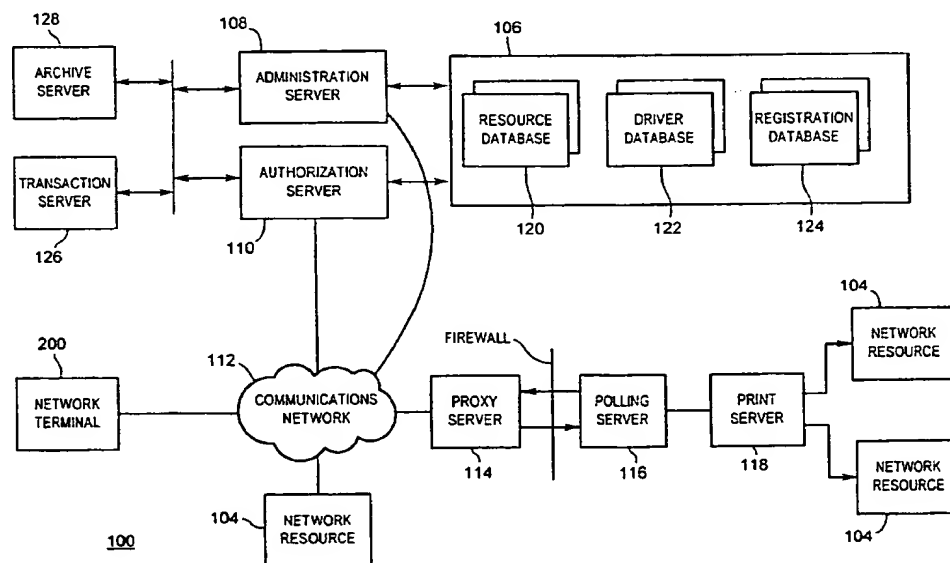 128
ARCHIVE
SERVER
108
ADMINISTRATION
SERVER
106
RESOURCE
DATABASE
DRIVER
DATABASE
REGISTRATION
DATABASE
120
122
124
TRANSACTION
SERVER
126
AUTHORIZATION
SERVER
110
200
NETWORK
TERMINAL
112
COMMUNICATIONS
NETWORK
FIREWALL
PROXY
SERVER
114
POLLING
SERVER
116
PRINT
SERVER
118
104
NETWORK
RESOURCE
NETWORK
RESOURCE
104
104
NETWORK
RESOURCE
100